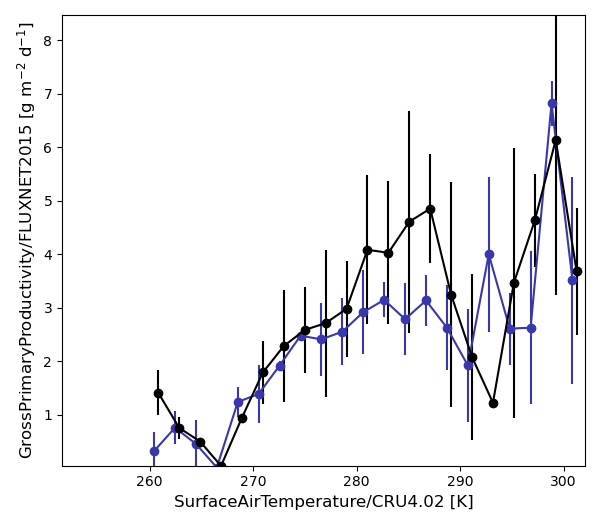 GrossPrimaryProductivity/FLUXNET2015 [g m⁻² d⁻¹]
8
7
6
5
4
3
2
1
260 270 280 290 300
SurfaceAirTemperature/CRU4.02 [K]